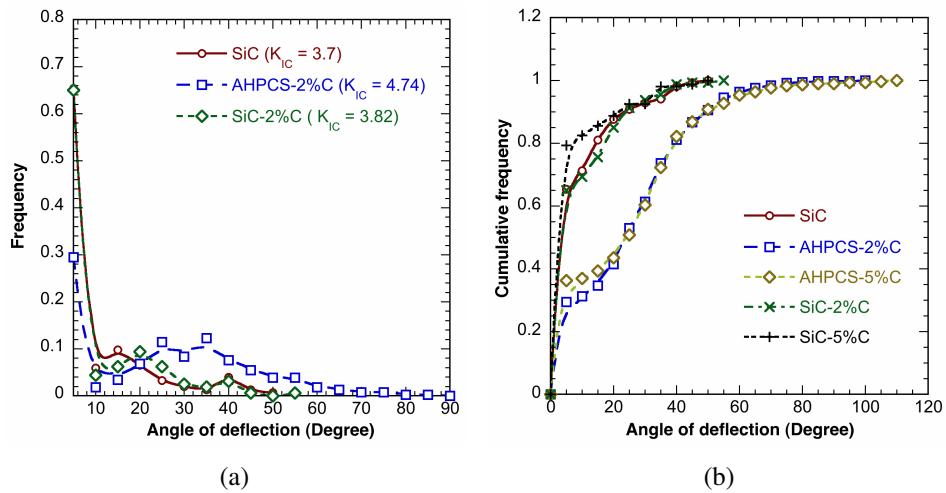 0.8
0.7
0.6
0.5
0.4
0.3
0.2
0.1
0
Frequency
SiC (K_IC = 3.7)
AHPCS-2%C (K_IC = 4.74)
SiC-2%C ( K_IC = 3.82)
10 20 30 40 50 60 70 80 90
Angle of deflection (Degree)
(a)
1.2
1
0.8
0.6
0.4
0.2
0
Cumulative frequency
SiC
AHPCS-2%C
AHPCS-5%C
SiC-2%C
SiC-5%C
0 20 40 60 80 100 120
Angle of deflection (Degree)
(b)